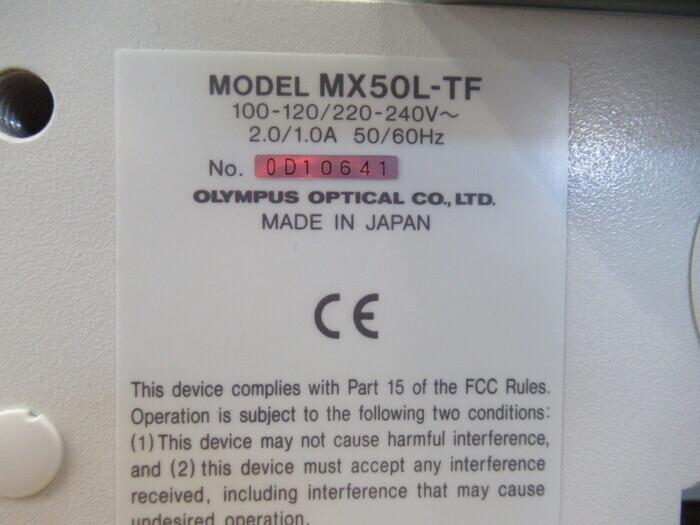 MODEL MX50L-TF
100-120/220-240V～
2.0/1.0A 50/60Hz
No. 0D10641
OLYMPUS OPTICAL CO., LTD.
MADE IN JAPAN
CE
This device complies with Part 15 of the FCC Rules.
Operation is subject to the following two conditions:
(1) This device may not cause harmful interference,
and (2) this device must accept any interference
received, including interference that may cause
undesired operation.